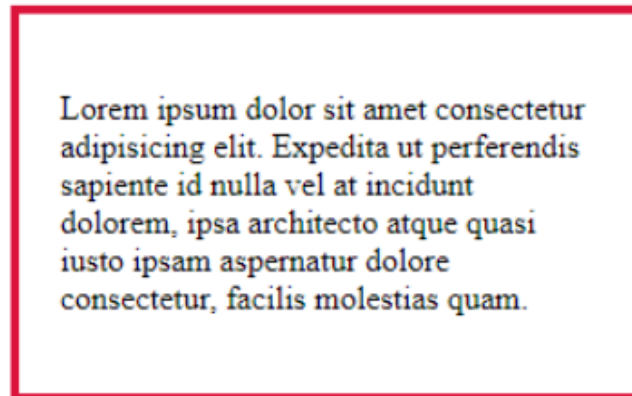 Lorem ipsum dolor sit amet consectetur
adipisicing elit. Expedita ut perferendis
sapiente id nulla vel at incidunt
dolorem, ipsa architecto atque quasi
iusto ipsam aspernatur dolore
consectetur, facilis molestias quam.